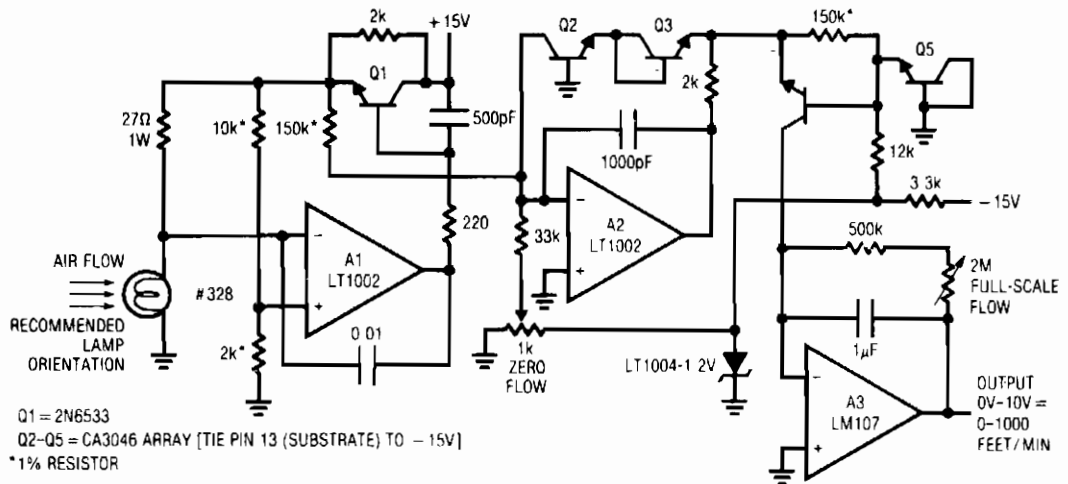 2k
+15V
Q1
27Ω
1W
10k*
150k*
500pF
220
A1
LT1002
AIR FLOW
#328
RECOMMENDED
LAMP
ORIENTATION
2k*
0 01
Q1 = 2N6533
Q2-Q5 = CA3046 ARRAY [TIE PIN 13 (SUBSTRATE) TO -15V]
*1% RESISTOR
Q2
Q3
150k*
Q5
2k
1000pF
A2
LT1002
33k
1k
ZERO
FLOW
12k
3 3k
-15V
LT1004-1 2V
500k
2M
FULL-SCALE
FLOW
1µF
A3
LM107
OUTPUT
0V-10V =
0-1000
FEET/MIN